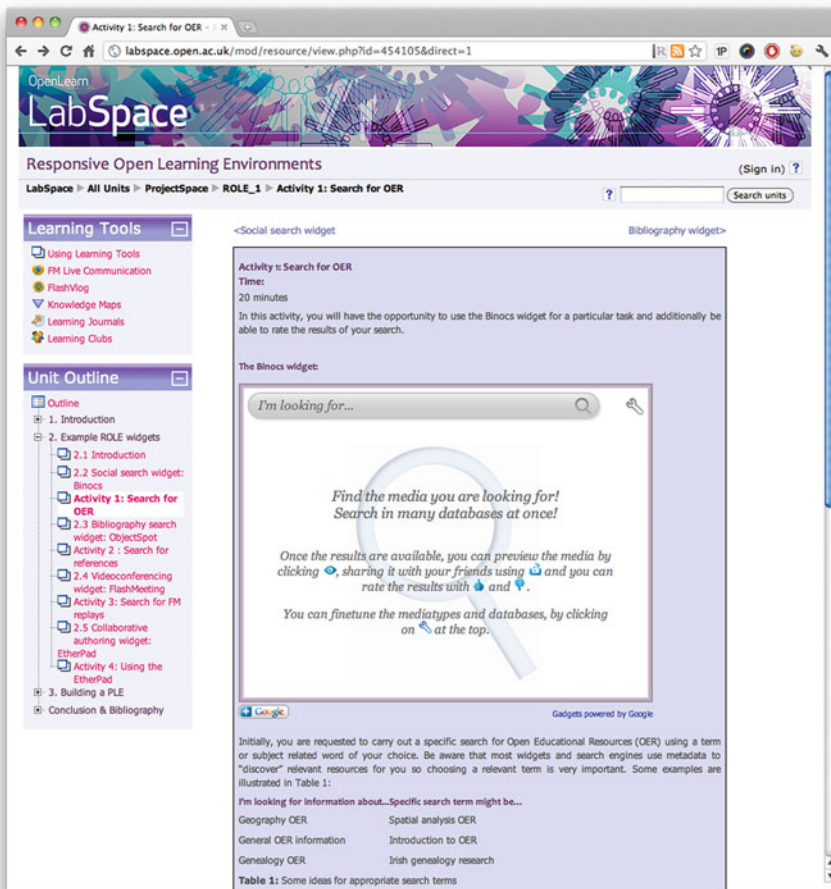 Activity 1: Search for OER –
labspace.open.ac.uk/mod/resource/view.php?id=454105&direct=1
OpenLearn
LabSpace
Responsive Open Learning Environments
(Sign in) ?
LabSpace ▶ All Units ▶ ProjectSpace ▶ ROLE_1 ▶ Activity 1: Search for OER
?
Search units
Learning Tools
Using Learning Tools
FM Live Communication
FlashVlog
Knowledge Maps
Learning Journals
Learning Clubs
Unit Outline
Outline
1. Introduction
2. Example ROLE widgets
2.1 Introduction
2.2 Social search widget:
Binocs
Activity 1: Search for
OER
2.3 Bibliography search
widget: ObjectSpot
Activity 2 : Search for
references
2.4 Videoconferencing
widget: FlashMeeting
Activity 3: Search for FM
replays
2.5 Collaborative
authoring widget:
EtherPad
Activity 4: Using the
EtherPad
3. Building a PLE
Conclusion & Bibliography
<Social search widget
Bibliography widget>
Activity 1: Search for OER
Time:
20 minutes
In this activity, you will have the opportunity to use the Binocs widget for a particular task and additionally be
able to rate the results of your search.
The Binocs widget:
I'm looking for...
Find the media you are looking for!
Search in many databases at once!
Once the results are available, you can preview the media by
clicking , sharing it with your friends using and you can
rate the results with and .
You can finetune the mediatypes and databases, by clicking
on at the top.
Google
Gadgets powered by Google
Initially, you are requested to carry out a specific search for Open Educational Resources (OER) using a term
or subject related word of your choice. Be aware that most widgets and search engines use metadata to
"discover" relevant resources for you so choosing a relevant term is very important. Some examples are
illustrated in Table 1:
I'm looking for information about...Specific search term might be...
Geography OER Spatial analysis OER
General OER information Introduction to OER
Genealogy OER Irish genealogy research
Table 1: Some ideas for appropriate search terms